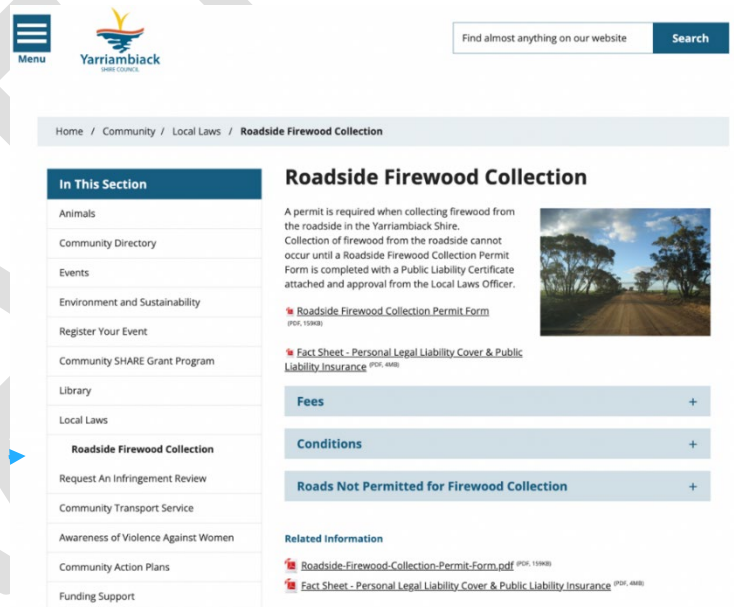 Menu
Yarriambiack
SHIRE COUNCIL
Find almost anything on our website
Search
Home / Community / Local Laws / Roadside Firewood Collection
In This Section
Animals
Community Directory
Events
Environment and Sustainability
Register Your Event
Community SHARE Grant Program
Library
Local Laws
Roadside Firewood Collection
Request An Infringement Review
Community Transport Service
Awareness of Violence Against Women
Community Action Plans
Funding Support
Roadside Firewood Collection
A permit is required when collecting firewood from
the roadside in the Yarriambiack Shire.
Collection of firewood from the roadside cannot
occur until a Roadside Firewood Collection Permit
Form is completed with a Public Liability Certificate
attached and approval from the Local Laws Officer.
Roadside Firewood Collection Permit Form
(PDF, 159KB)
Fact Sheet - Personal Legal Liability Cover & Public
Liability Insurance (PDF, 4MB)
Fees +
Conditions +
Roads Not Permitted for Firewood Collection +
Related Information
Roadside-Firewood-Collection-Permit-Form.pdf (PDF, 159KB)
Fact Sheet - Personal Legal Liability Cover & Public Liability Insurance (PDF, 4MB)